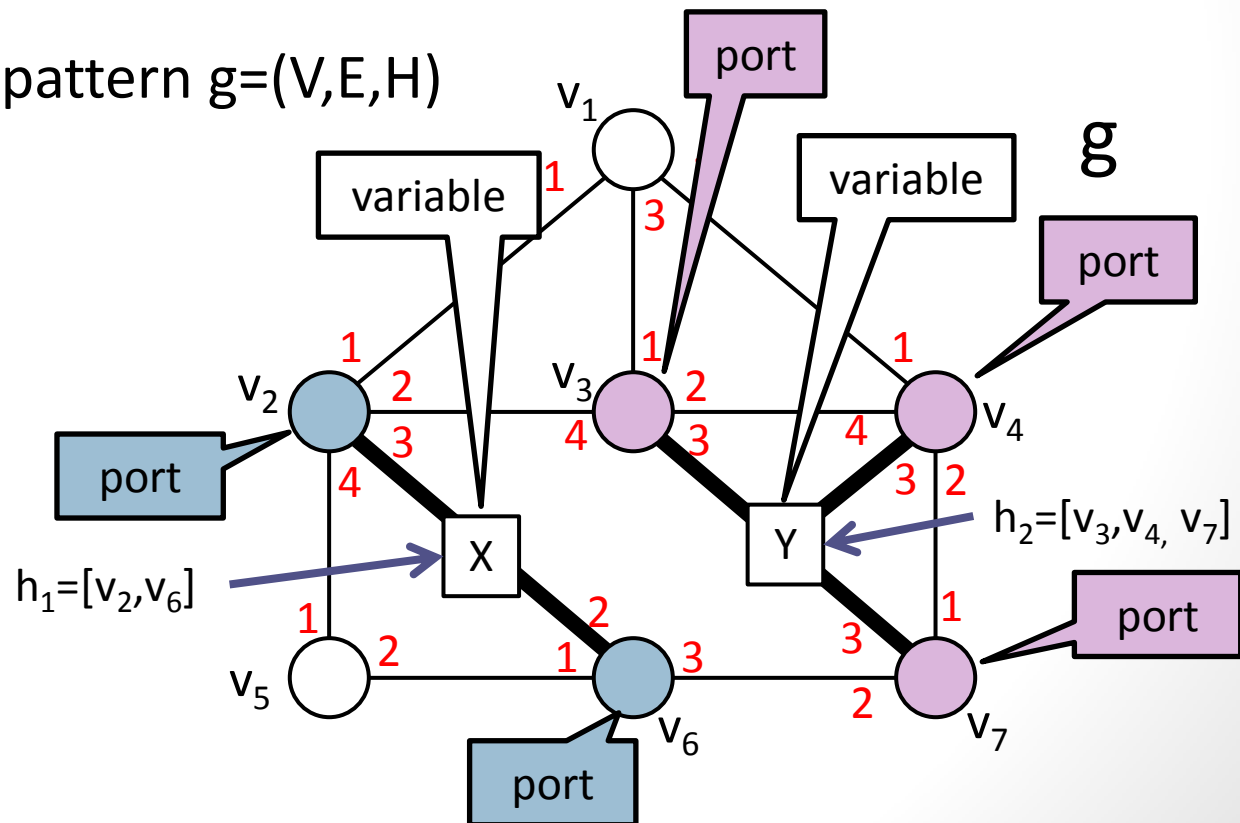 port
pattern g=(V,E,H)
v1
g
variable
1
variable
3
port
1
1
1
v2
2
v3
2
4
3
4
3
4
v4
port
3
2
4
X
Y
h2=[v3,v4, v7]
h1=[v2,v6]
1
2
1
port
2
1
3
3
v5
2
v6
v7
port